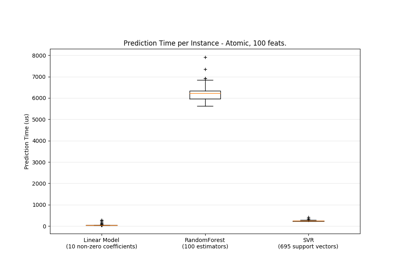 Prediction Time per Instance - Atomic, 100 feats.
8000
7000
6000
5000
4000
3000
2000
1000
0
Prediction Time (us)
Linear Model
(10 non-zero coefficients)
RandomForest
(100 estimators)
SVR
(695 support vectors)